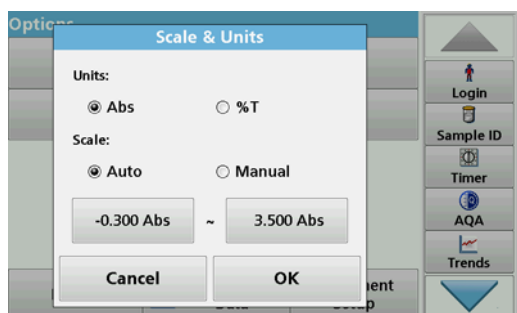 Options
Scale & Units
Units:
Abs
%T
Scale:
Auto
Manual
-0.300 Abs
~
3.500 Abs
Cancel
OK
Login
Sample ID
Timer
AQA
Trends